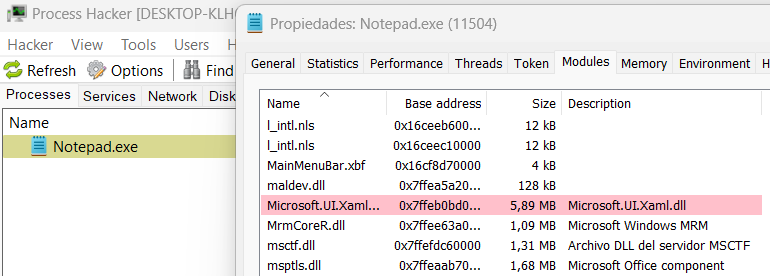 Process Hacker [DESKTOP-KLH
Hacker View Tools Users H
Refresh Options Find
Processes Services Network Disk
Name
Notepad.exe
Propiedades: Notepad.exe (11504)
General Statistics Performance Threads Token Modules Memory Environment H
Name Base address Size Description
l_intl.nls 0x16ceeb600... 12 kB
l_intl.nls 0x16ceec10000 12 kB
MainMenuBar.xbf 0x16cf8d70000 4 kB
maldev.dll 0x7ffea5a20... 128 kB
Microsoft.UI.Xaml... 0x7ffeb0bd0... 5,89 MB Microsoft.UI.Xaml.dll
MrmCoreR.dll 0x7ffee63a0... 1,09 MB Microsoft Windows MRM
msctf.dll 0x7ffefdc60000 1,31 MB Archivo DLL del servidor MSCTF
msptls.dll 0x7ffeaab70... 1,68 MB Microsoft Office component